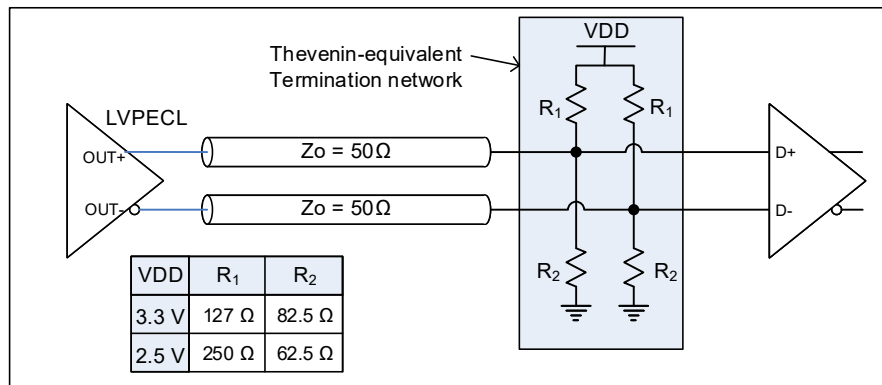 VDD
Thevenin-equivalent
Termination network
R1 R1
LVPECL
OUT+ Zo = 50Ω D+
OUT- Zo = 50Ω D-
R2 R2
VDD R1 R2
3.3 V 127 Ω 82.5 Ω
2.5 V 250 Ω 62.5 Ω